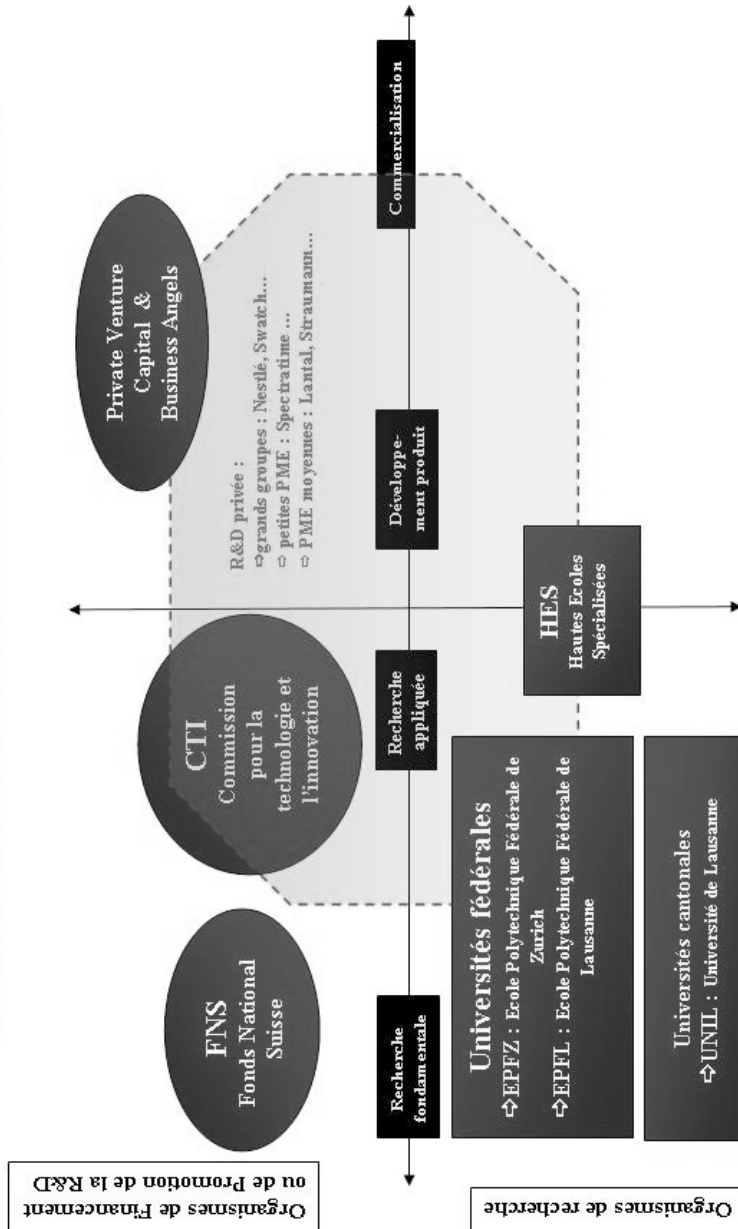 Organismes de Financement
ou de Promotion de la R&D
FNS
Fonds National
Suisse
CTI
Commission
pour la
technologie et
l'innovation
Private Venture
Capital &
Business Angels
R&D privée :
⇨grands groupes : Nestlé, Swatch...
⇨ petites PME : Spectratime ...
⇨ PME moyennes : Lantal, Straumann...
Recherche
fondamentale
Recherche
appliquée
Développe-
ment produit
Commercialisation
Organismes de recherche
Universités fédérales
⇨EPFZ : Ecole Polytechnique Fédérale de
Zurich
⇨EPFL : Ecole Polytechnique Fédérale de
Lausanne
HES
Hautes Ecoles
Spécialisées
Universités cantonales
⇨UNIL : Université de Lausanne